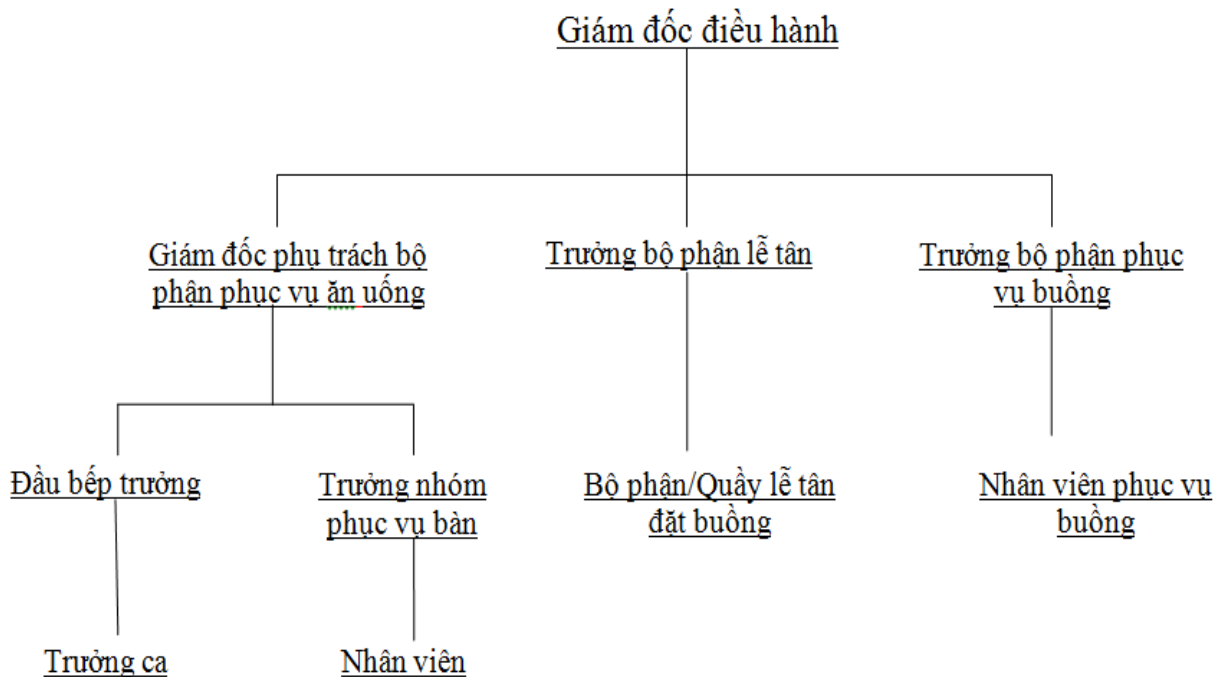 Giám đốc điều hành
Giám đốc phụ trách bộ
phận phục vụ ăn uống
Trưởng bộ phận lễ tân
Trưởng bộ phận phục
vụ buồng
Đầu bếp trưởng
Trưởng nhóm
phục vụ bàn
Bộ phận/Quầy lễ tân
đặt buồng
Nhân viên phục vụ
buồng
Trưởng ca
Nhân viên